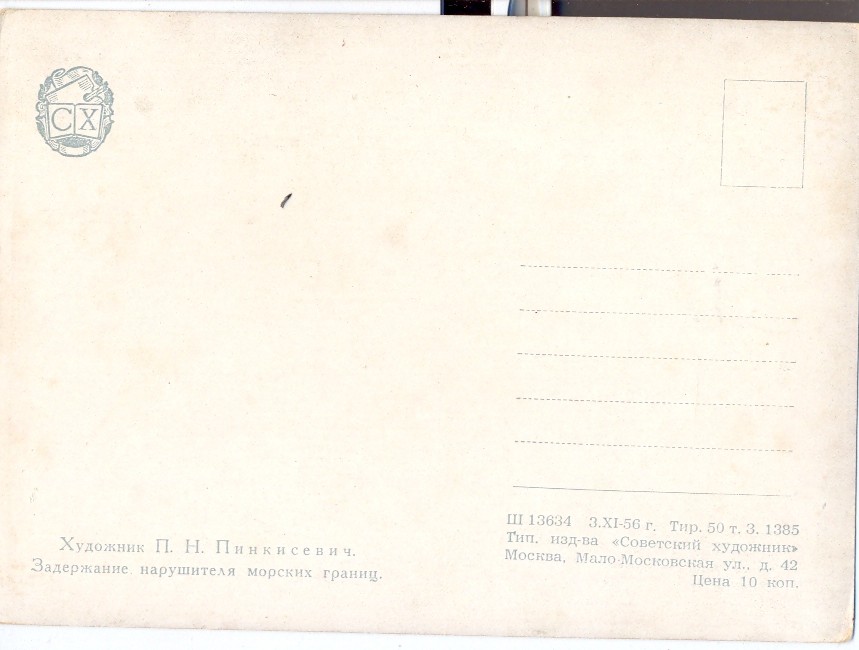 СХ
Художник П. Н. Пинкисевич.
Задержание нарушителя морских границ.
Ш 13634 3.XI-56 г. Тир. 50 т. З. 1385
Тип. изд-ва «Советский художник»
Москва, Мало-Московская ул., д. 42
Цена 10 коп.